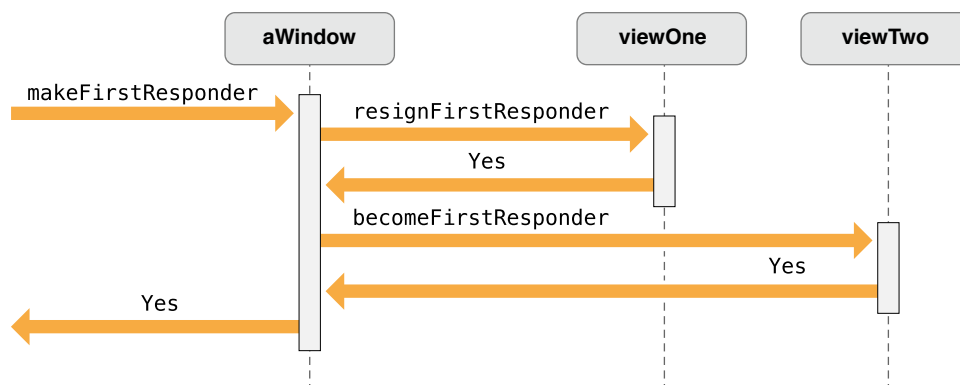 aWindow
viewOne
viewTwo
makeFirstResponder
resignFirstResponder
Yes
becomeFirstResponder
Yes
Yes